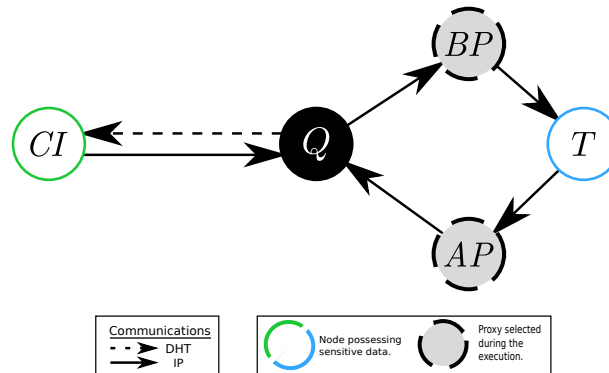 BP
CI
Q
T
AP
Communications
DHT
IP
Node possessing
sensitive data.
Proxy selected
during the
execution.